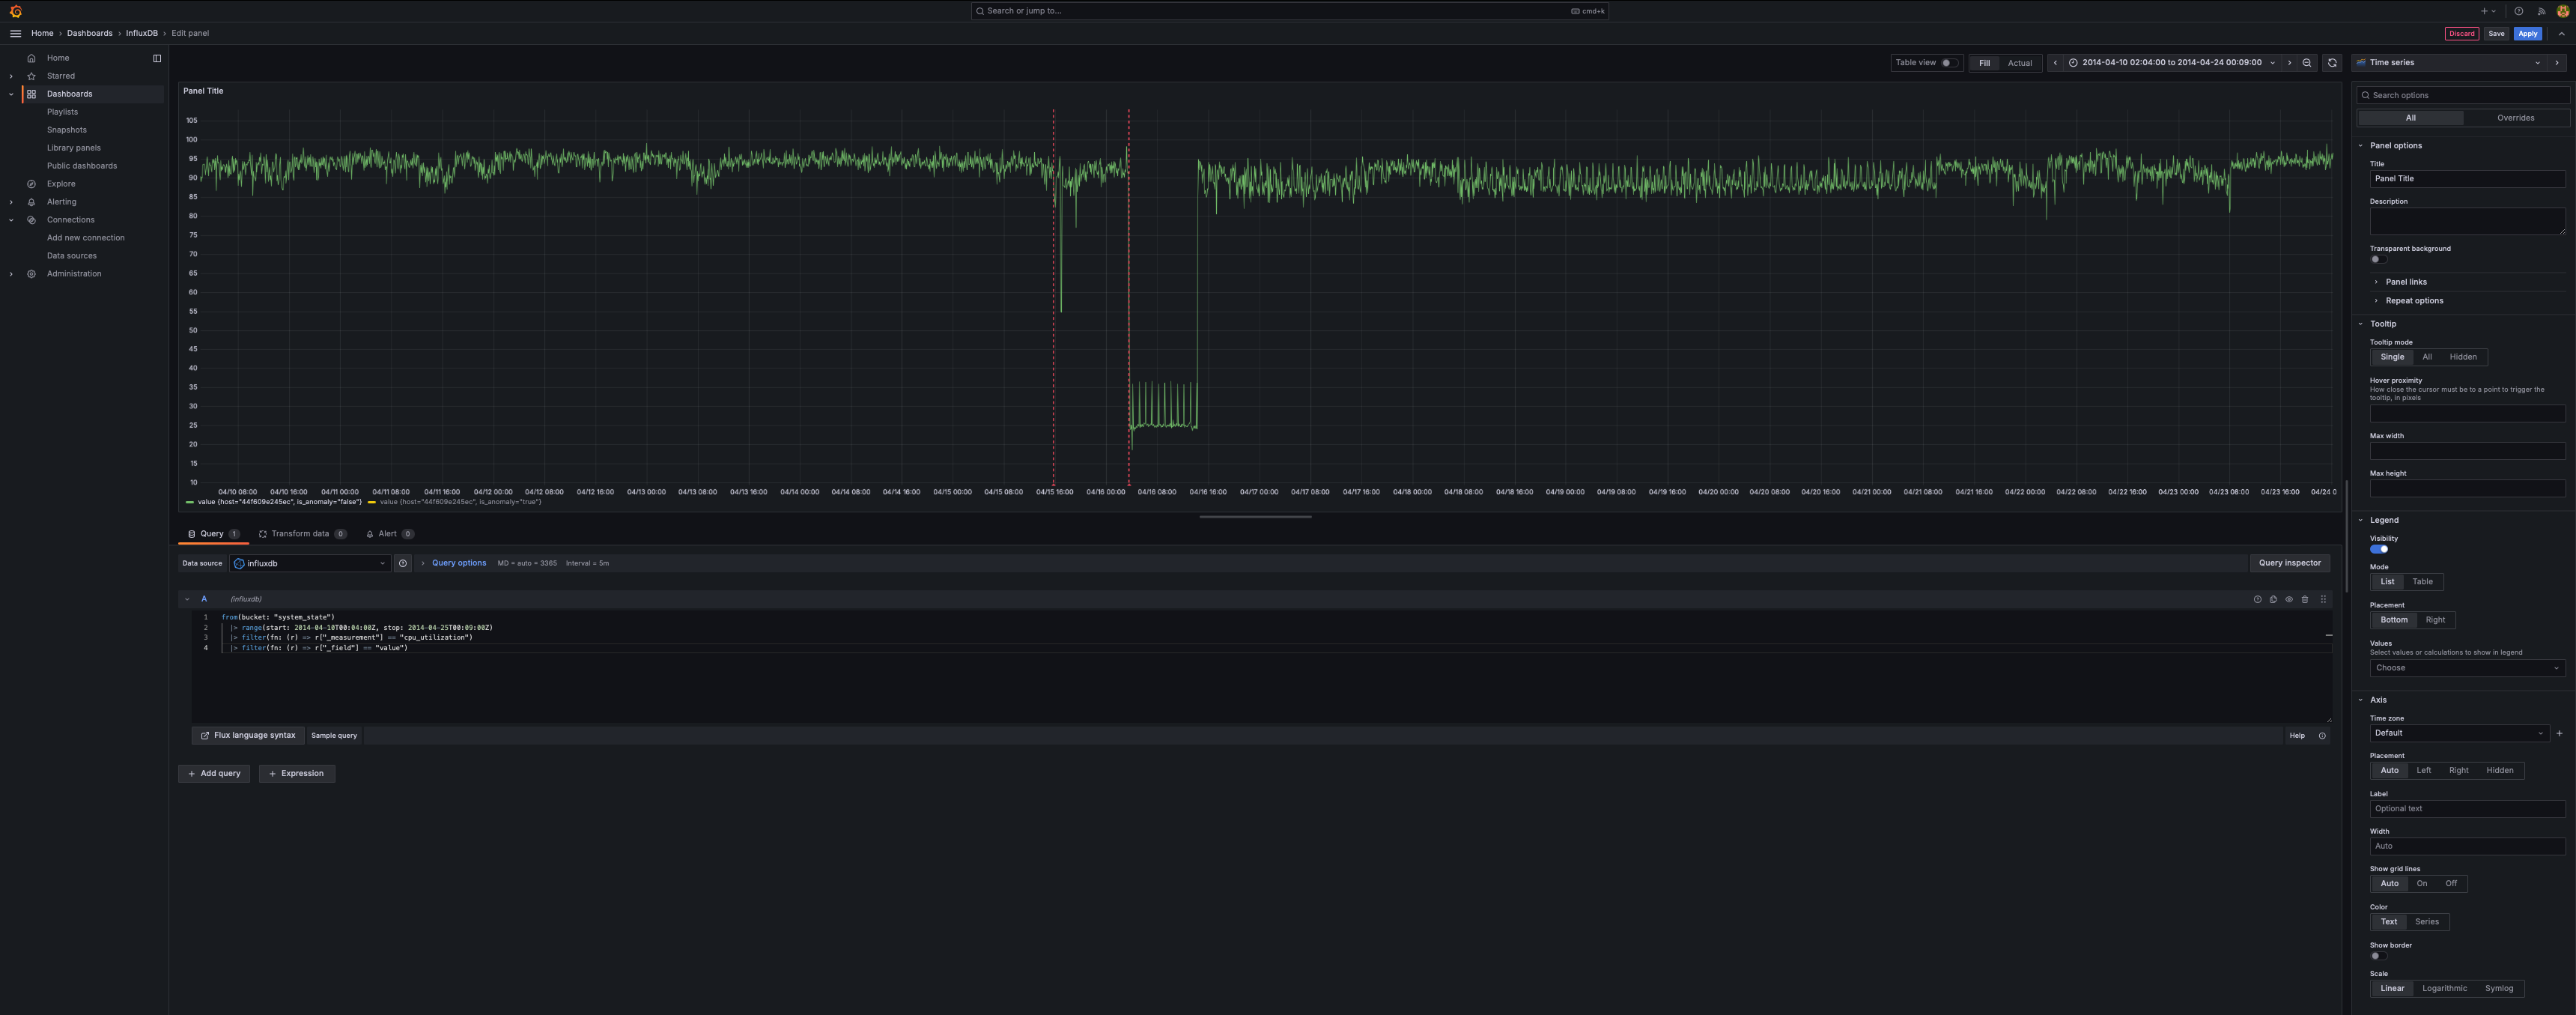 Search or jump to...
cmd+k
Home › Dashboards › InfluxDB › Edit panel
Discard
Save
Apply
Home
Starred
Dashboards
Playlists
Snapshots
Library panels
Public dashboards
Explore
Alerting
Connections
Add new connection
Data sources
Administration
Table view
Fill
Actual
2014-04-10 02:04:00 to 2014-04-24 00:09:00
Panel Title
105
100
95
90
85
80
75
70
65
60
55
50
45
40
35
30
25
20
15
10
04/10 08:00 04/10 16:00 04/11 00:00 04/11 08:00 04/11 16:00 04/12 00:00 04/12 08:00 04/12 16:00 04/13 00:00 04/13 08:00 04/13 16:00 04/14 00:00 04/14 08:00 04/14 16:00 04/15 00:00 04/15 08:00 04/15 16:00 04/16 00:00 04/16 08:00 04/16 16:00 04/17 00:00 04/17 08:00 04/17 16:00 04/18 00:00 04/18 08:00 04/18 16:00 04/19 00:00 04/19 08:00 04/19 16:00 04/20 00:00 04/20 08:00 04/20 16:00 04/21 00:00 04/21 08:00 04/21 16:00 04/22 00:00 04/22 08:00 04/22 16:00 04/23 00:00 04/23 08:00 04/23 16:00 04/24 0
value {host="44f609e245ec", is_anomaly="false"} value {host="44f609e245ec", is_anomaly="true"}
Query 1
Transform data 0
Alert 0
Data source
influxdb
Query options
MD = auto = 3365
Interval = 5m
Query inspector
A
(influxdb)
1 from(bucket: "system_state")
2 |> range(start: 2014-04-10T00:04:00Z, stop: 2014-04-25T00:09:00Z)
3 |> filter(fn: (r) => r["_measurement"] == "cpu_utilization")
4 |> filter(fn: (r) => r["_field"] == "value")
Flux language syntax
Sample query
Help
+ Add query
+ Expression
Time series
Search options
All
Overrides
Panel options
Title
Panel Title
Description
Transparent background
Panel links
Repeat options
Tooltip
Tooltip mode
Single All Hidden
Hover proximity
How close the cursor must be to a point to trigger the
tooltip, in pixels
Max width
Max height
Legend
Visibility
Mode
List Table
Placement
Bottom Right
Values
Select values or calculations to show in legend
Choose
Axis
Time zone
Default
Placement
Auto Left Right Hidden
Label
Optional text
Width
Auto
Show grid lines
Auto On Off
Color
Text Series
Show border
Scale
Linear Logarithmic Symlog